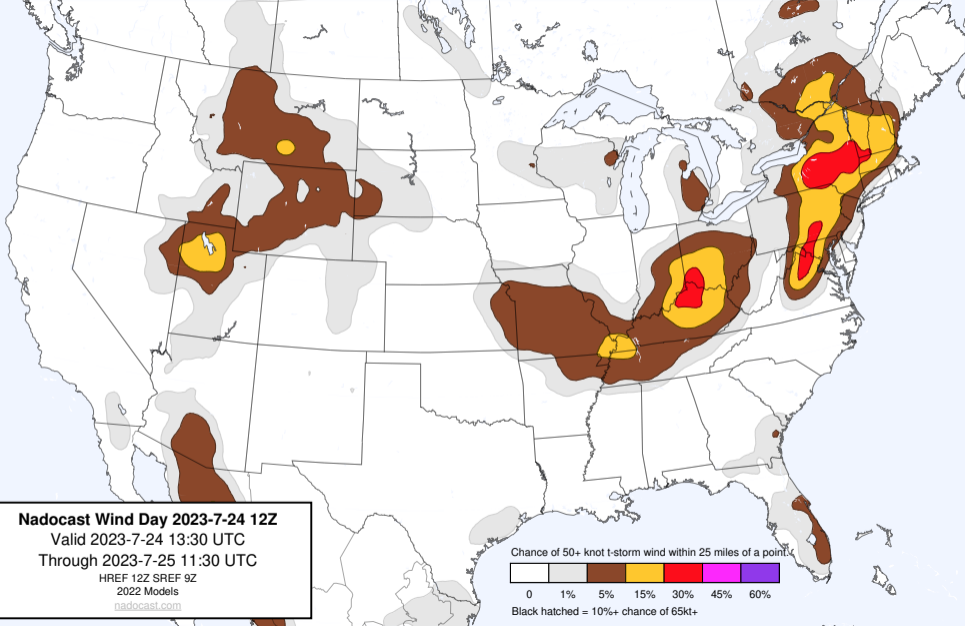 Nadocast Wind Day 2023-7-24 12Z
Valid 2023-7-24 13:30 UTC
Through 2023-7-25 11:30 UTC
HREF 12Z SREF 9Z
2022 Models
nadocast.com
Chance of 50+ knot t-storm wind within 25 miles of a point.
0 1% 5% 15% 30% 45% 60%
Black hatched = 10%+ chance of 65kt+